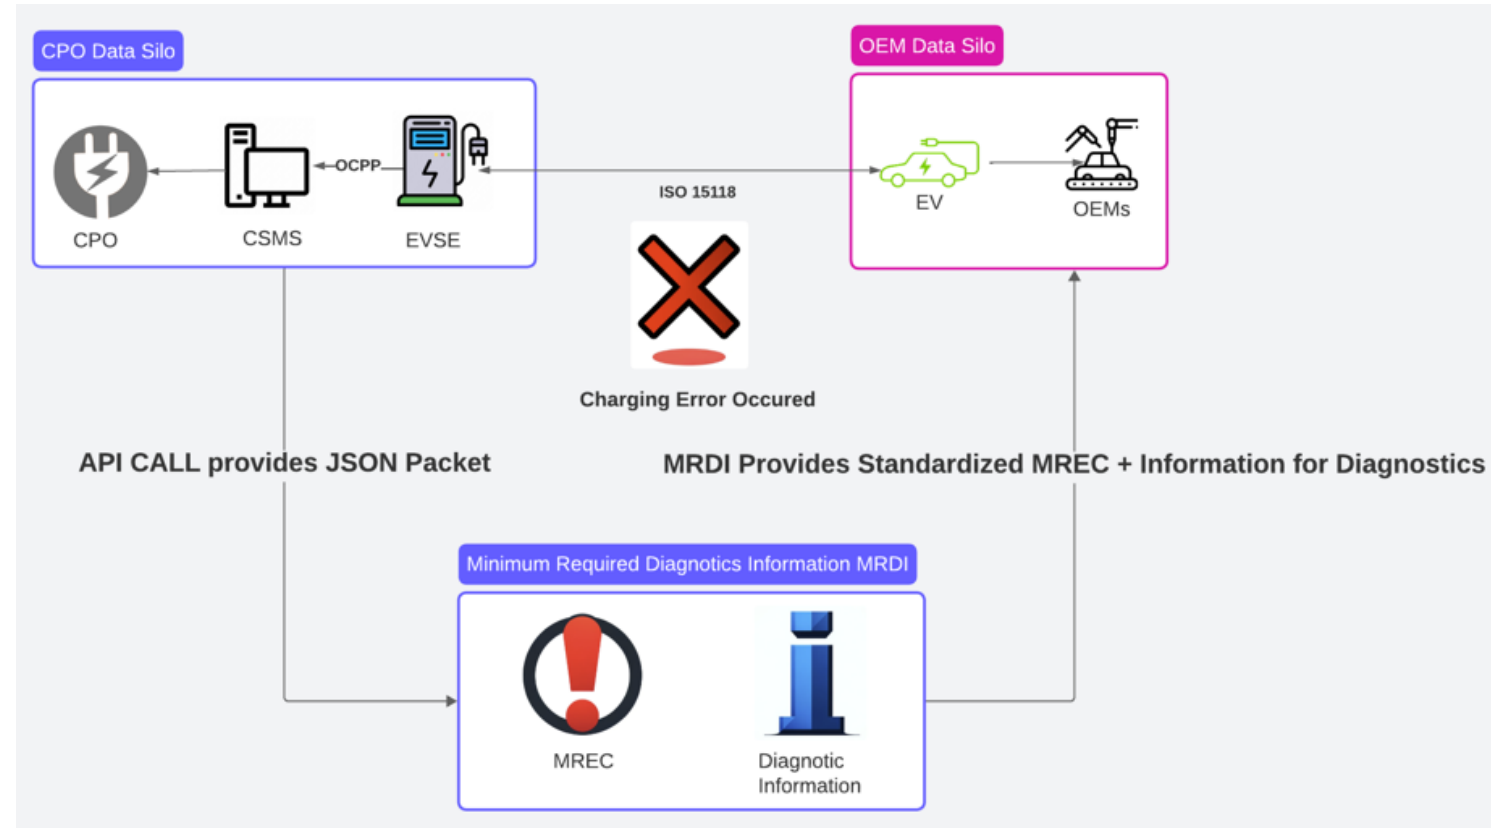 CPO Data Silo
OEM Data Silo
OCPP
ISO 15118
CPO
CSMS
EVSE
EV
OEMs
Charging Error Occured
API CALL provides JSON Packet
MRDI Provides Standardized MREC + Information for Diagnostics
Minimum Required Diagnotics Information MRDI
MREC
Diagnotic
Information